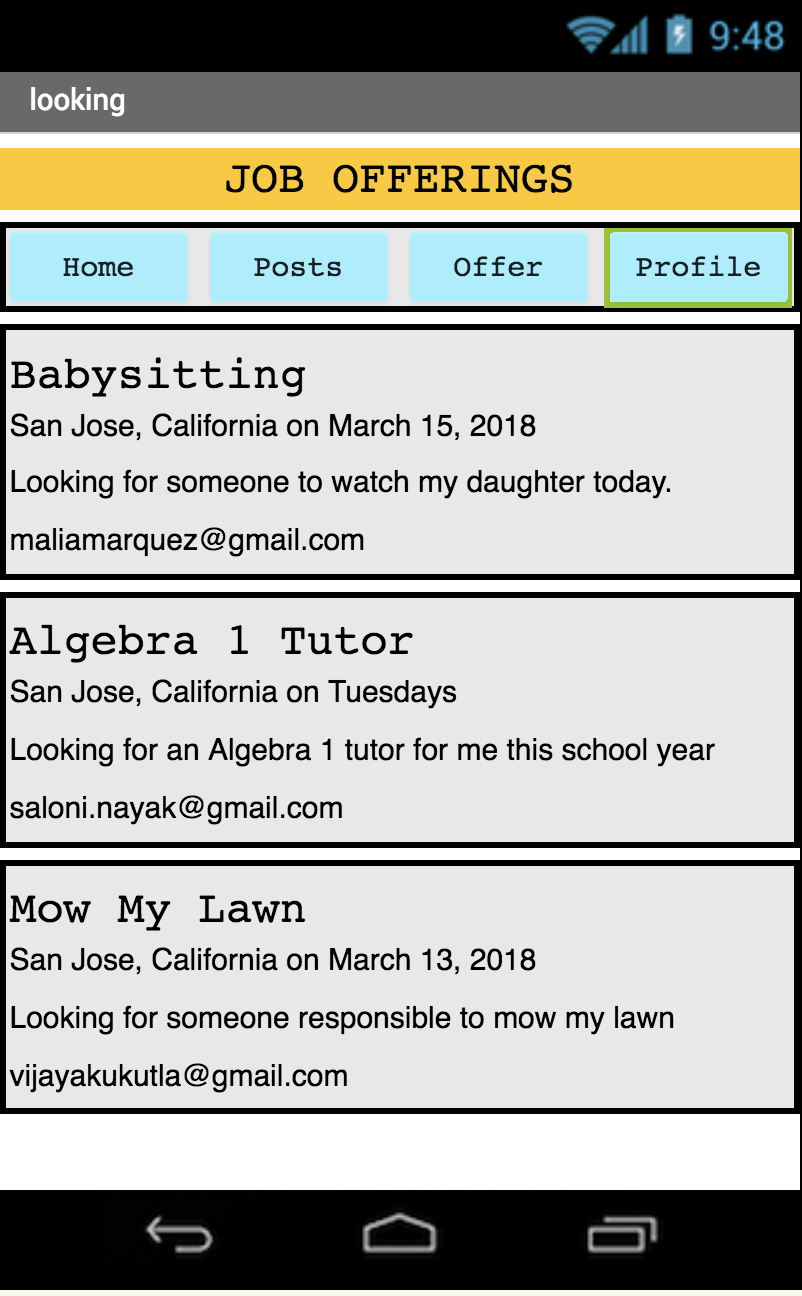 9:48
looking
JOB OFFERINGS
Home Posts Offer Profile
Babysitting
San Jose, California on March 15, 2018
Looking for someone to watch my daughter today.
maliamarquez@gmail.com
Algebra 1 Tutor
San Jose, California on Tuesdays
Looking for an Algebra 1 tutor for me this school year
saloni.nayak@gmail.com
Mow My Lawn
San Jose, California on March 13, 2018
Looking for someone responsible to mow my lawn
vijayakukutla@gmail.com